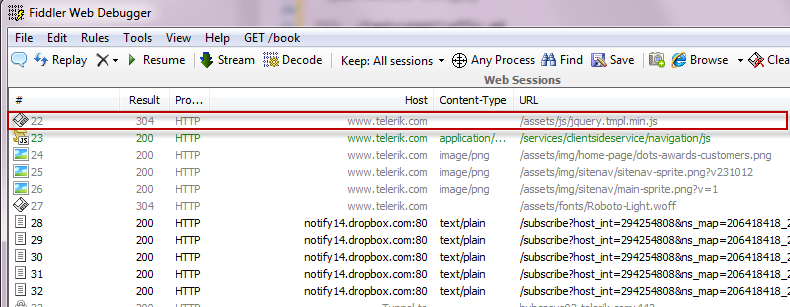 Fiddler Web Debugger
File Edit Rules Tools View Help GET /book
Replay Resume Stream Decode Keep: All sessions Any Process Find Save Browse Clea
Web Sessions
# Result Pro... Host Content-Type URL
22 304 HTTP www.telerik.com /assets/js/jquery.tmpl.min.js
23 200 HTTP www.telerik.com application/... /services/clientsideservice/navigation/js
24 200 HTTP www.telerik.com image/png /assets/img/home-page/dots-awards-customers.png
25 200 HTTP www.telerik.com image/png /assets/img/sitenav/sitenav-sprite.png?v231012
26 200 HTTP www.telerik.com image/png /assets/img/sitenav/main-sprite.png?v=1
27 200 HTTP www.telerik.com /assets/fonts/Roboto-Light.woff
28 200 HTTP notify14.dropbox.com:80 text/plain /subscribe?host_int=294254808&ns_map=206418418_2
29 200 HTTP notify14.dropbox.com:80 text/plain /subscribe?host_int=294254808&ns_map=206418418_2
30 200 HTTP notify14.dropbox.com:80 text/plain /subscribe?host_int=294254808&ns_map=206418418_2
31 200 HTTP notify14.dropbox.com:80 text/plain /subscribe?host_int=294254808&ns_map=206418418_2
32 200 HTTP notify14.dropbox.com:80 text/plain /subscribe?host_int=294254808&ns_map=206418418_2